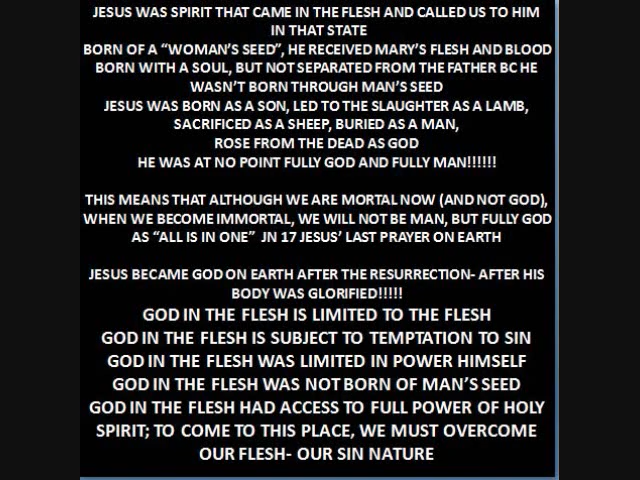 JESUS WAS SPIRIT THAT CAME IN THE FLESH AND CALLED US TO HIM
IN THAT STATE
BORN OF A “WOMAN’S SEED”, HE RECEIVED MARY’S FLESH AND BLOOD
BORN WITH A SOUL, BUT NOT SEPARATED FROM THE FATHER BC HE
WASN’T BORN THROUGH MAN’S SEED
JESUS WAS BORN AS A SON, LED TO THE SLAUGHTER AS A LAMB,
SACRIFICED AS A SHEEP, BURIED AS A MAN,
ROSE FROM THE DEAD AS GOD
HE WAS AT NO POINT FULLY GOD AND FULLY MAN!!!!!!
THIS MEANS THAT ALTHOUGH WE ARE MORTAL NOW (AND NOT GOD),
WHEN WE BECOME IMMORTAL, WE WILL NOT BE MAN, BUT FULLY GOD
AS “ALL IS IN ONE” JN 17 JESUS’ LAST PRAYER ON EARTH
JESUS BECAME GOD ON EARTH AFTER THE RESURRECTION- AFTER HIS
BODY WAS GLORIFIED!!!!!
GOD IN THE FLESH IS LIMITED TO THE FLESH
GOD IN THE FLESH IS SUBJECT TO TEMPTATION TO SIN
GOD IN THE FLESH WAS LIMITED IN POWER HIMSELF
GOD IN THE FLESH WAS NOT BORN OF MAN’S SEED
GOD IN THE FLESH HAD ACCESS TO FULL POWER OF HOLY
SPIRIT; TO COME TO THIS PLACE, WE MUST OVERCOME
OUR FLESH- OUR SIN NATURE